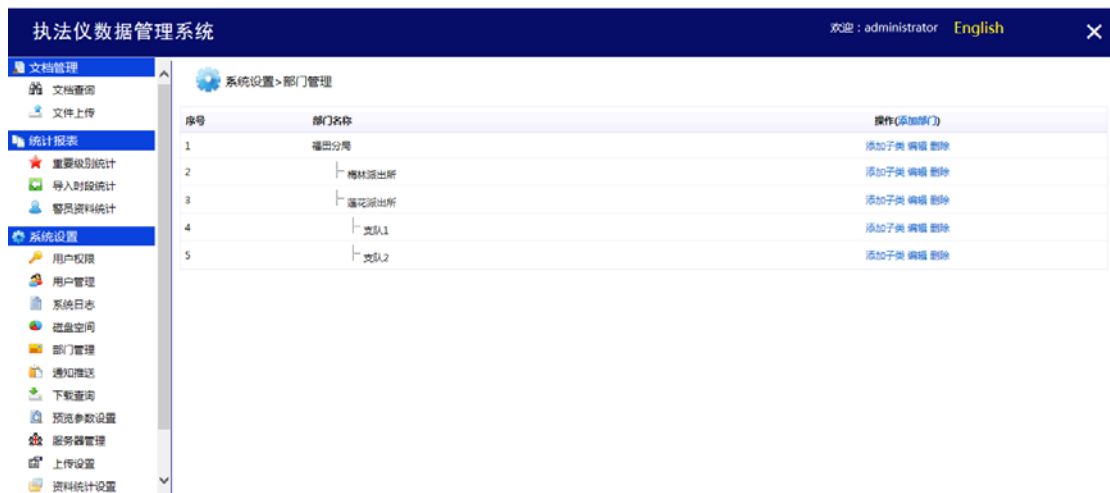 执法仪数据管理系统
欢迎：administrator English
文档管理
文档查询
文件上传
统计报表
重要级别统计
导入时段统计
警员资料统计
系统设置
用户权限
用户管理
系统日志
磁盘空间
部门管理
通知推送
下载查询
预览参数设置
服务器管理
上传设置
资料统计设置
系统设置>部门管理
序号 部门名称 操作(添加部门)
1 福田分局 添加子类 编辑 删除
2 梅林派出所 添加子类 编辑 删除
3 莲花派出所 添加子类 编辑 删除
4 支队1 添加子类 编辑 删除
5 支队2 添加子类 编辑 删除